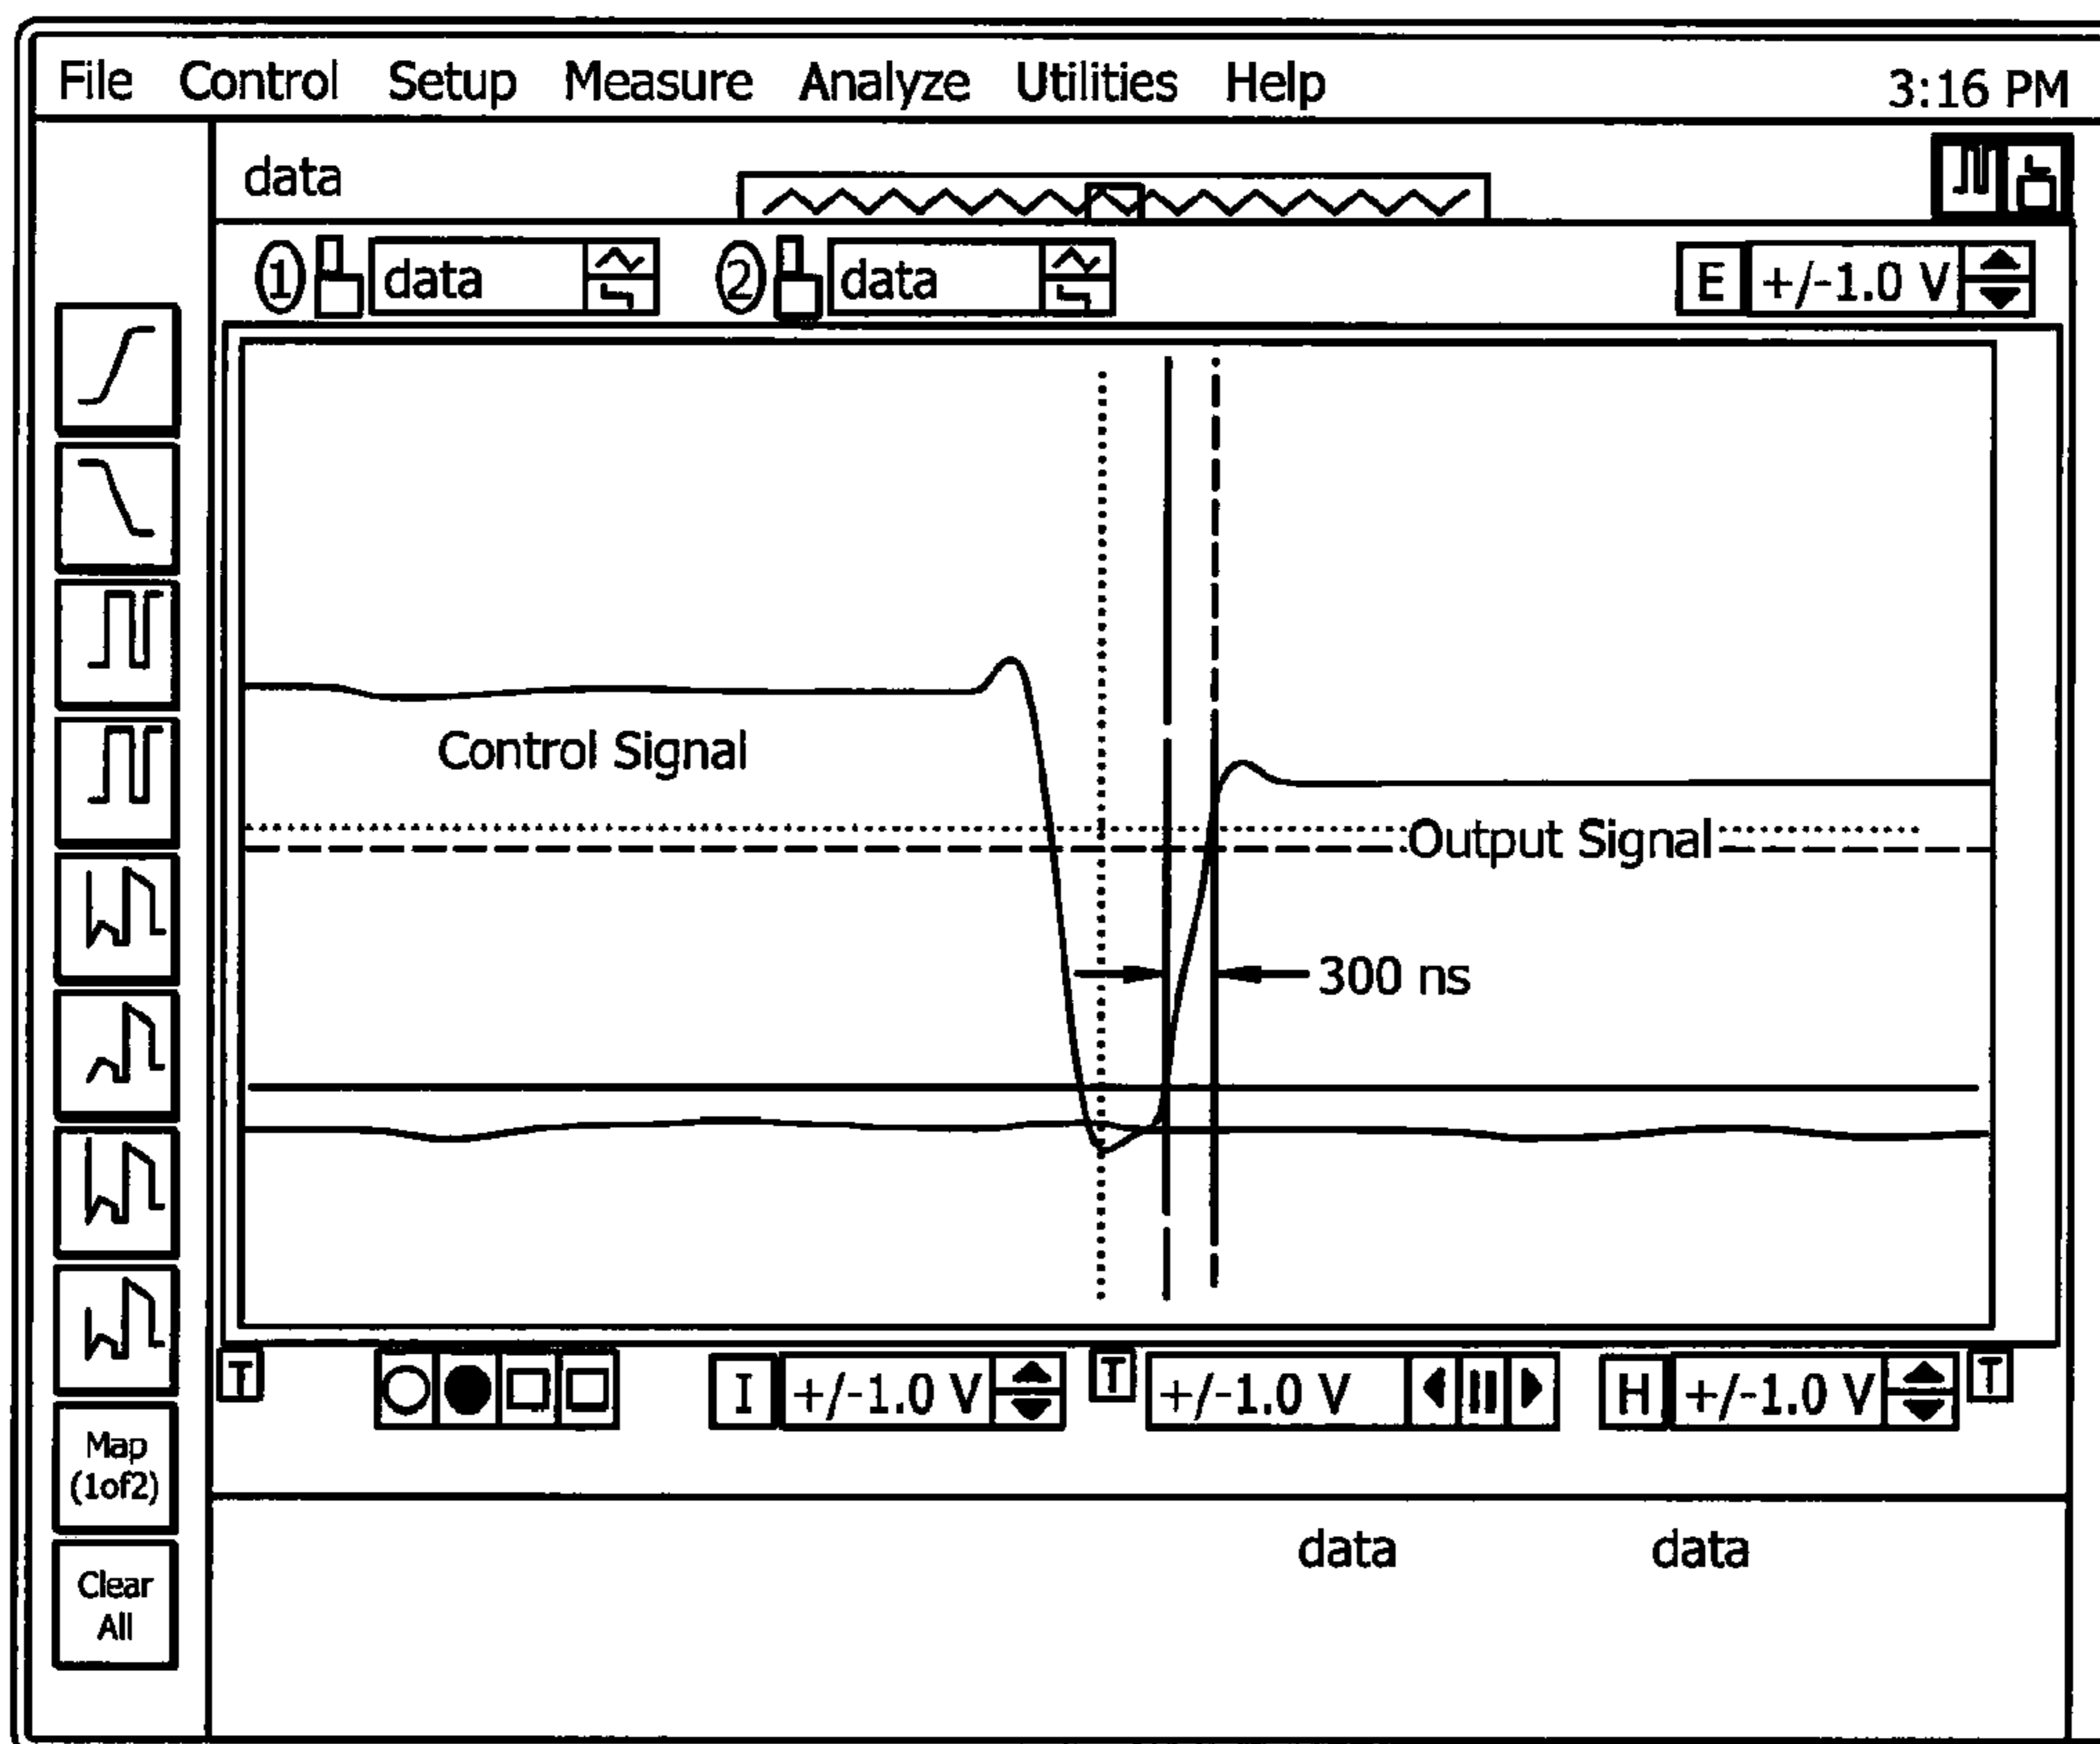 File Control Setup Measure Analyze Utilities Help 3:16 PM
data
1 data 2 data E +/-1.0 V
Control Signal
Output Signal
300 ns
T I +/-1.0 V T +/-1.0 V H +/-1.0 V T
Map
(1of2)
data data
Clear
All